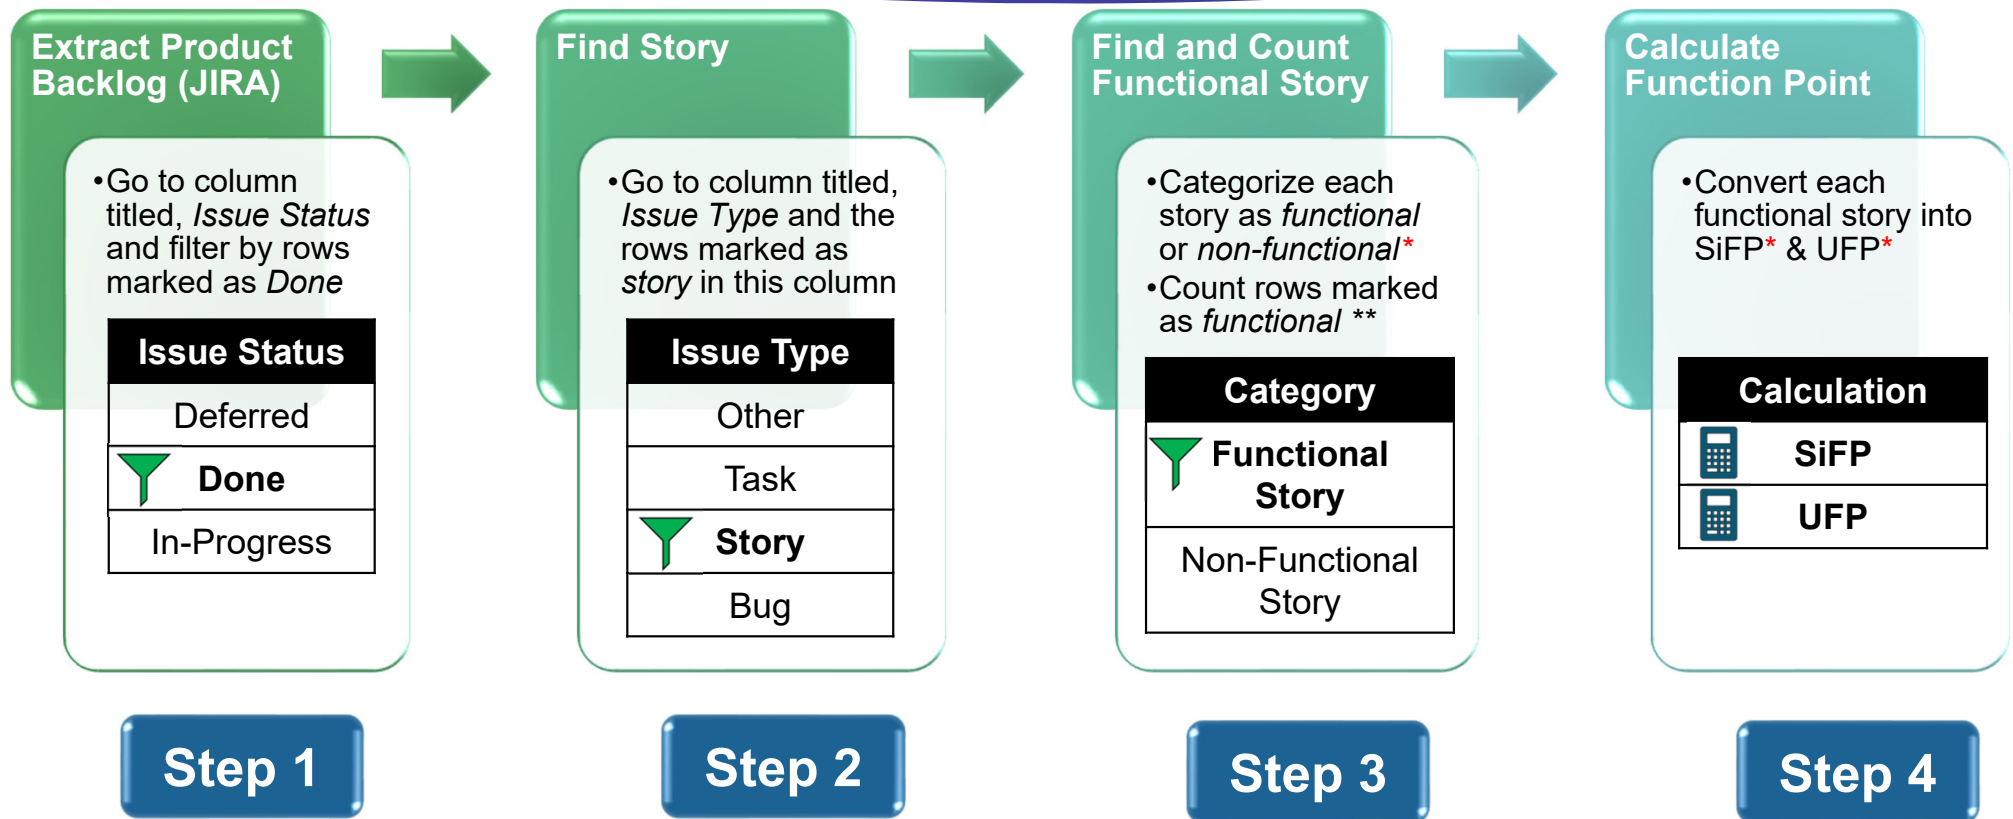 Extract Product
Backlog (JIRA)
•Go to column
titled, Issue Status
and filter by rows
marked as Done
Issue Status
Deferred
Done
In-Progress
Step 1
Find Story
•Go to column titled,
Issue Type and the
rows marked as
story in this column
Issue Type
Other
Task
Story
Bug
Step 2
Find and Count
Functional Story
•Categorize each
story as functional
or non-functional*
•Count rows marked
as functional **
Category
Functional
Story
Non-Functional
Story
Step 3
Calculate
Function Point
•Convert each
functional story into
SiFP* & UFP*
Calculation
SiFP
UFP
Step 4